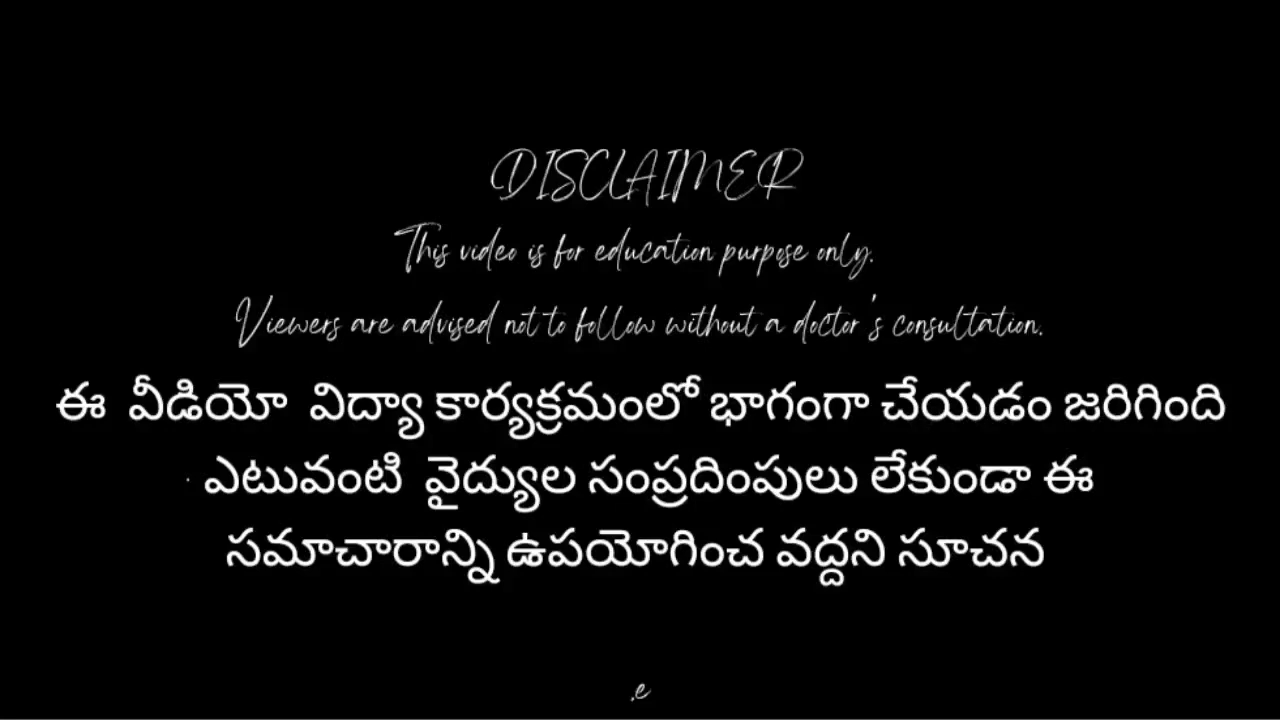 DISCLAIMER
This video is for education purpose only.
Viewers are advised not to follow without a doctor's consultation.
ఈ వీడియో విద్యా కార్యక్రమంలో భాగంగా చేయడం జరిగింది
ఎటువంటి వైద్యుల సంప్రదింపులు లేకుండా ఈ
సమాచారాన్ని ఉపయోగించ వద్దని సూచన
.e